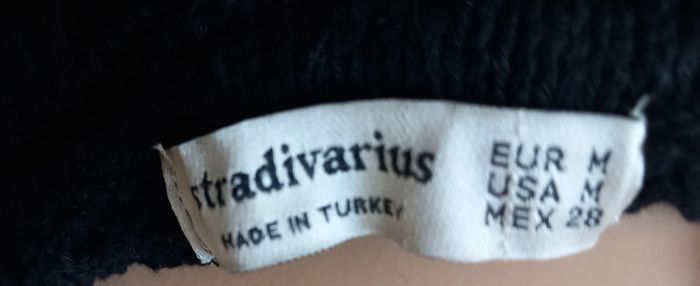 stradivarius
MADE IN TURKEY
EUR M
USA M
MEX 28